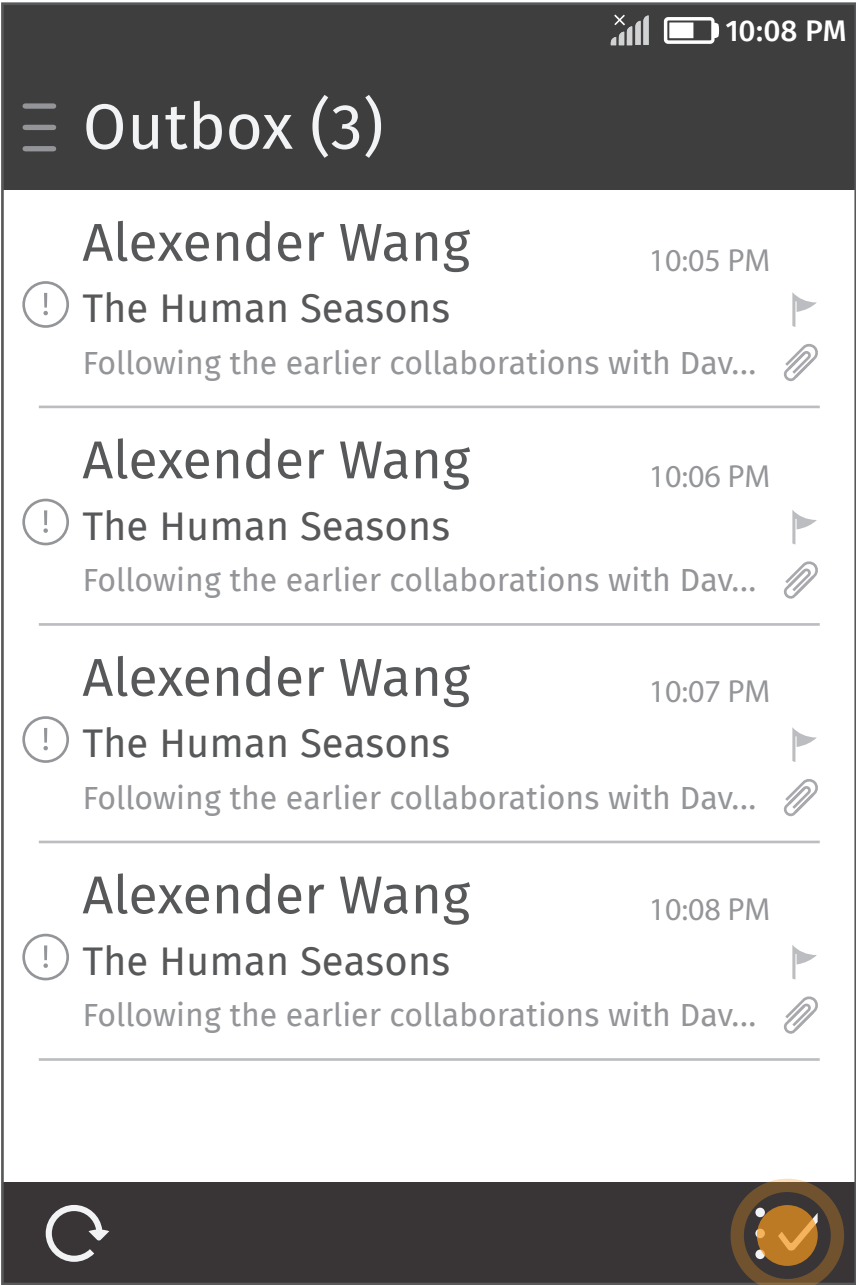 10:08 PM
Outbox (3)
Alexender Wang
10:05 PM
The Human Seasons
Following the earlier collaborations with Dav...
Alexender Wang
10:06 PM
The Human Seasons
Following the earlier collaborations with Dav...
Alexender Wang
10:07 PM
The Human Seasons
Following the earlier collaborations with Dav...
Alexender Wang
10:08 PM
The Human Seasons
Following the earlier collaborations with Dav...